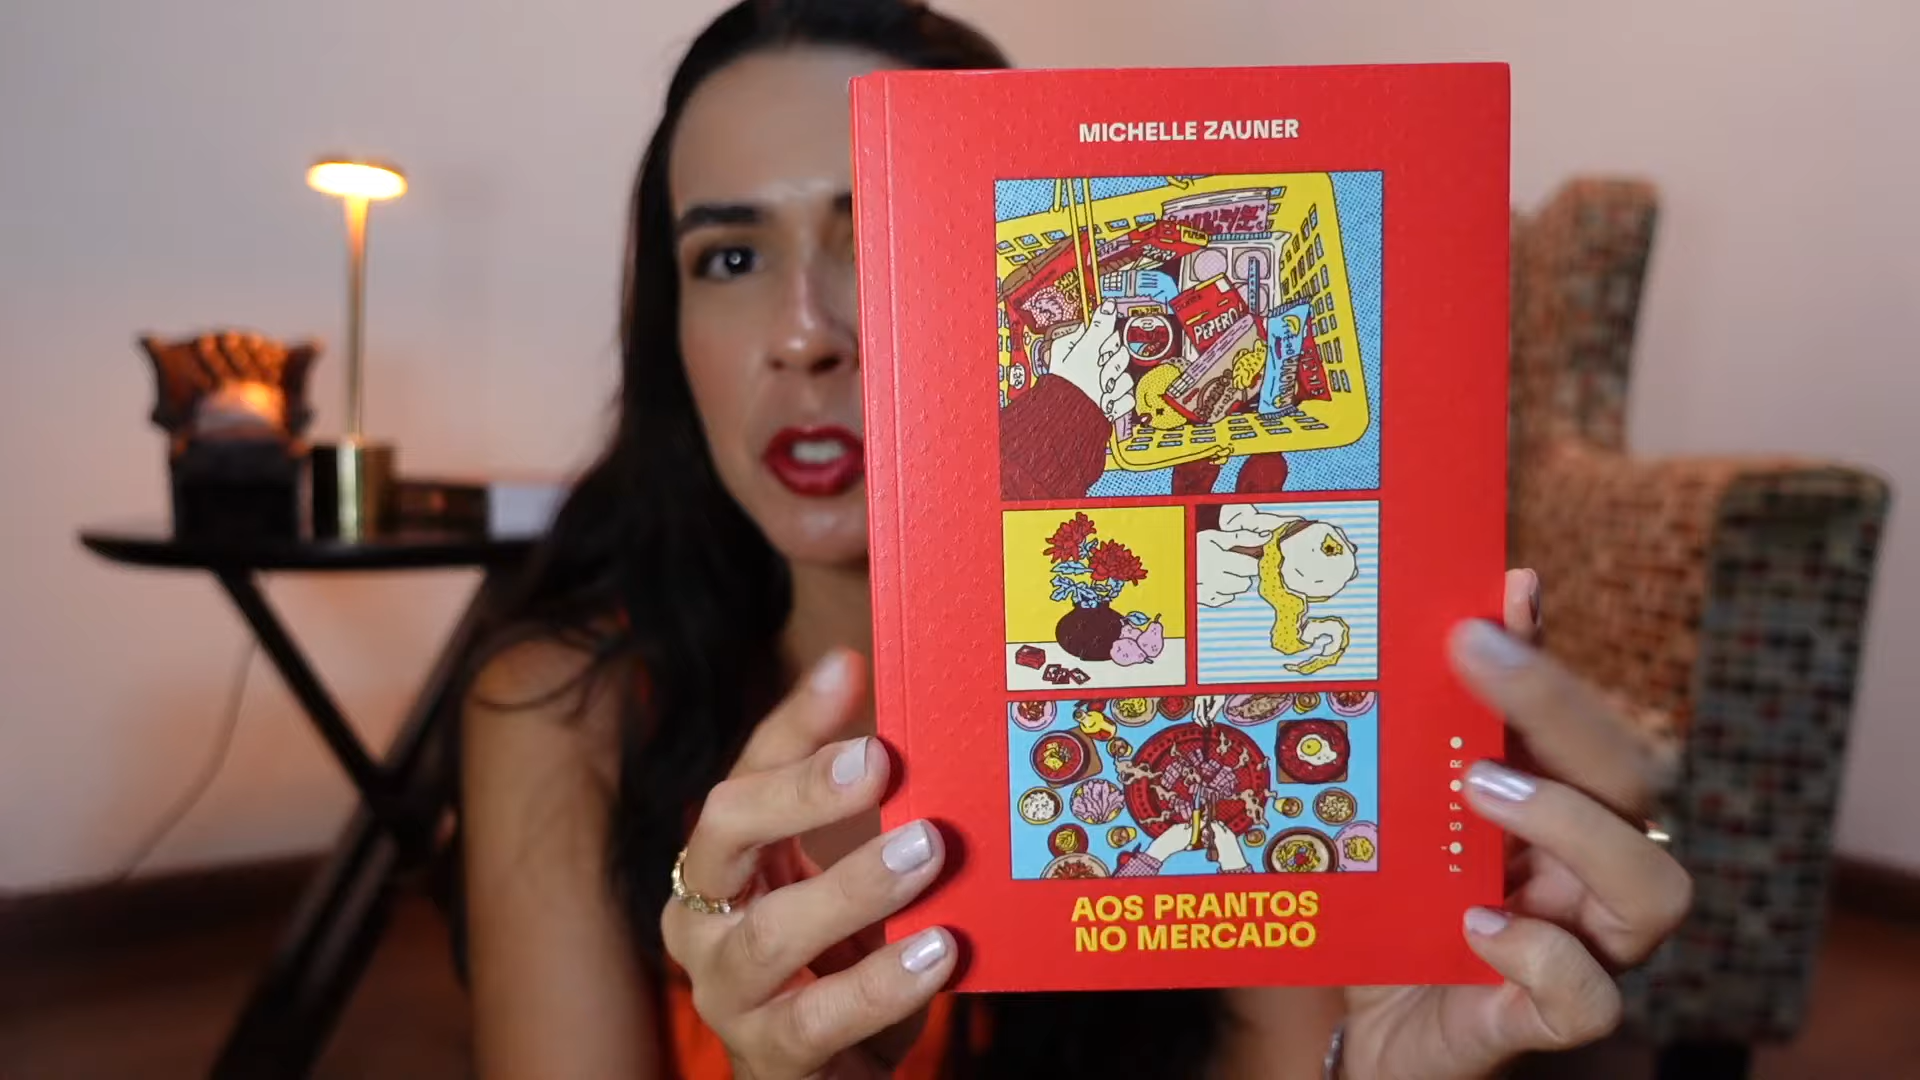 MICHELLE ZAUNER
PEPERO
AOS PRANTOS
NO MERCADO
FÓSFORO